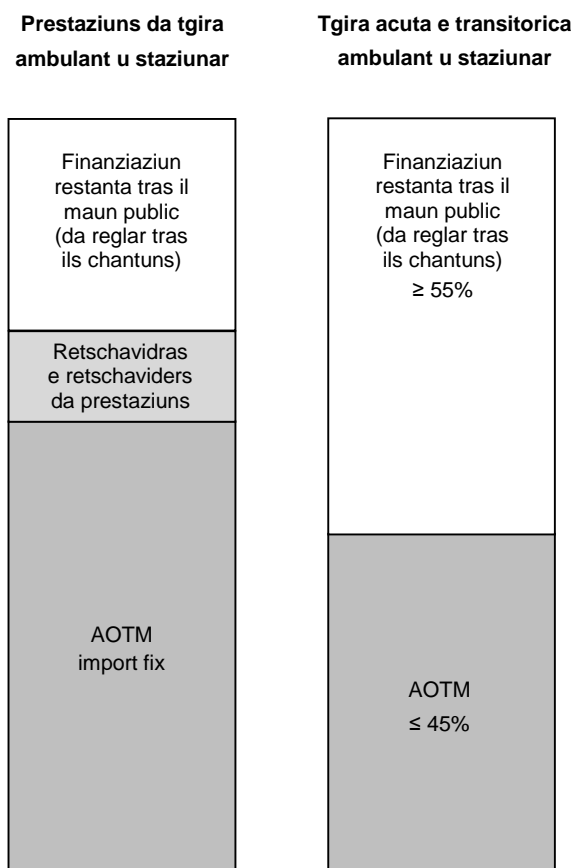 Prestaziuns da tgira
ambulant u staziunar
Finanziaziun
restanta tras il
maun public
(da reglar tras
ils chantuns)
Retschavidras
e retschaviders
da prestaziuns
AOTM
import fix
Tgira acuta e transitorica
ambulant u staziunar
Finanziaziun
restanta tras il
maun public
(da reglar tras
ils chantuns)
≥ 55%
AOTM
≤ 45%